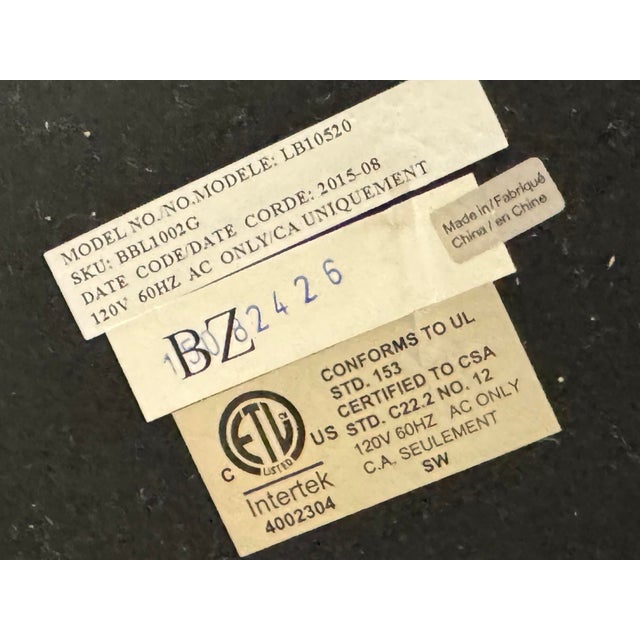 MODEL NO./NO.MODELE: LB10520
SKU: BBL1002G
DATE CODE/DATE CORDE: 2015-08
120V 60HZ AC ONLY/CA UNIQUEMENT
Made in/Fabriqué
China / en Chine
BZ
15082426
CONFORMS TO UL
STD. 153
CERTIFIED TO CSA
STD. C22.2 NO. 12
120V 60HZ AC ONLY
C.A. SEULEMENT
SW
C ETL US
LISTED
Intertek
4002304